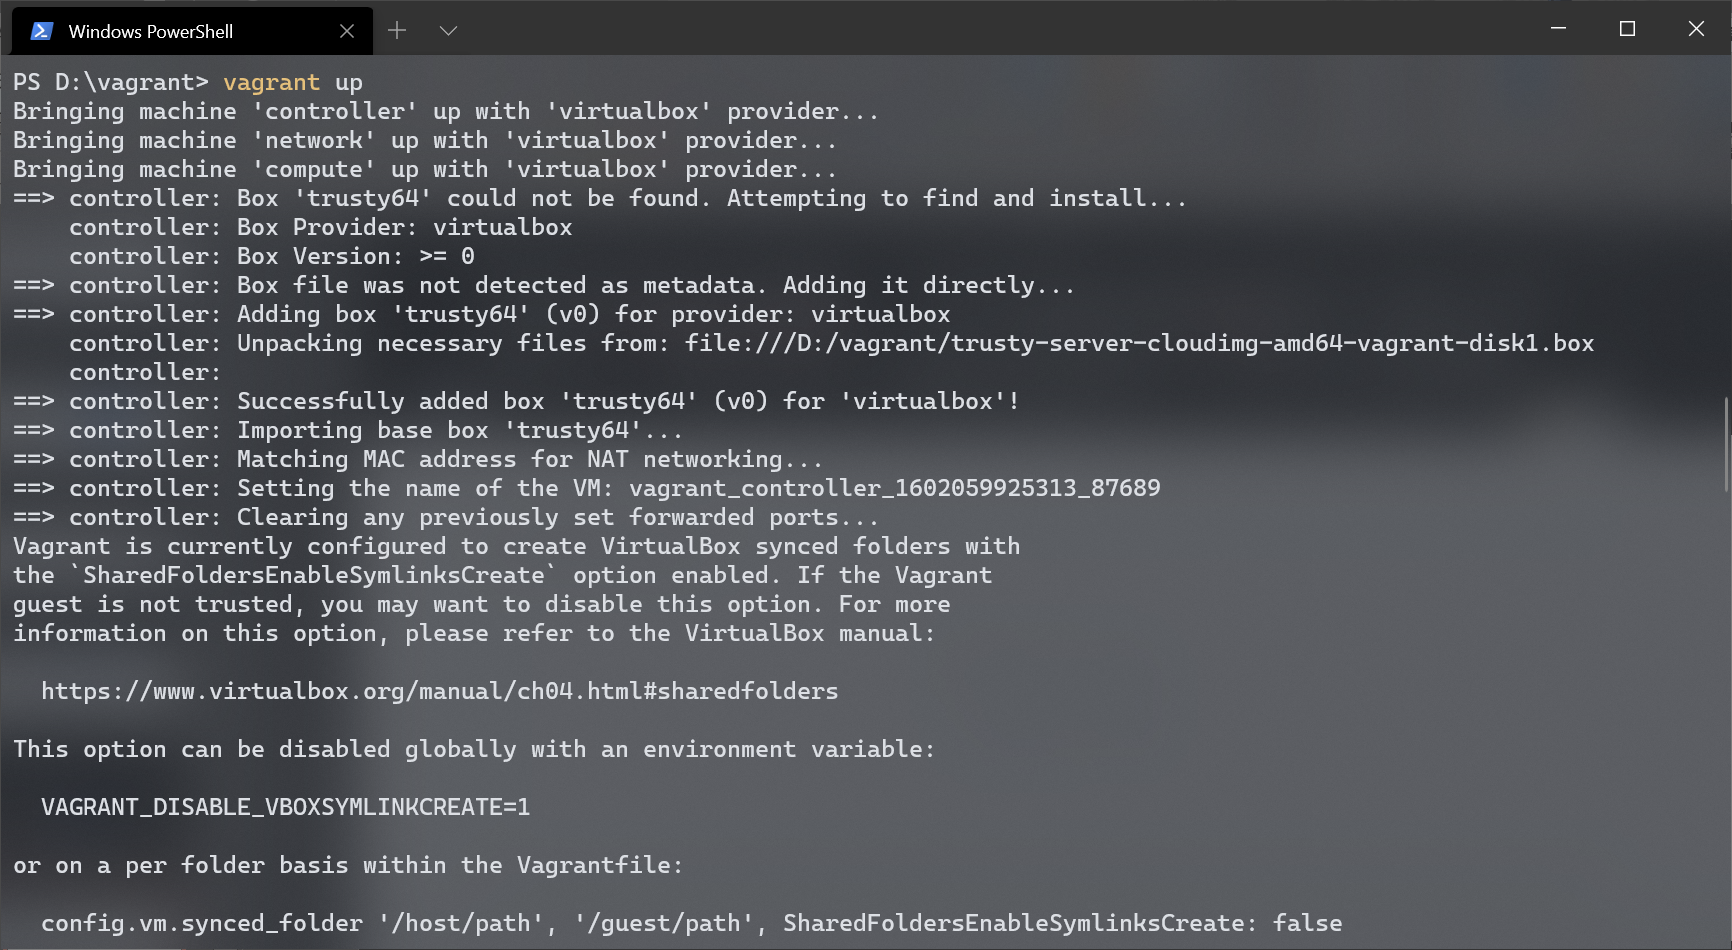 Windows PowerShell
PS D:\vagrant> vagrant up
Bringing machine 'controller' up with 'virtualbox' provider...
Bringing machine 'network' up with 'virtualbox' provider...
Bringing machine 'compute' up with 'virtualbox' provider...
==> controller: Box 'trusty64' could not be found. Attempting to find and install...
    controller: Box Provider: virtualbox
    controller: Box Version: >= 0
==> controller: Box file was not detected as metadata. Adding it directly...
==> controller: Adding box 'trusty64' (v0) for provider: virtualbox
    controller: Unpacking necessary files from: file:///D:/vagrant/trusty-server-cloudimg-amd64-vagrant-disk1.box
    controller:
==> controller: Successfully added box 'trusty64' (v0) for 'virtualbox'!
==> controller: Importing base box 'trusty64'...
==> controller: Matching MAC address for NAT networking...
==> controller: Setting the name of the VM: vagrant_controller_1602059925313_87689
==> controller: Clearing any previously set forwarded ports...
Vagrant is currently configured to create VirtualBox synced folders with
the `SharedFoldersEnableSymlinksCreate` option enabled. If the Vagrant
guest is not trusted, you may want to disable this option. For more
information on this option, please refer to the VirtualBox manual:

  https://www.virtualbox.org/manual/ch04.html#sharedfolders

This option can be disabled globally with an environment variable:

  VAGRANT_DISABLE_VBOXSYMLINKCREATE=1

or on a per folder basis within the Vagrantfile:

  config.vm.synced_folder '/host/path', '/guest/path', SharedFoldersEnableSymlinksCreate: false